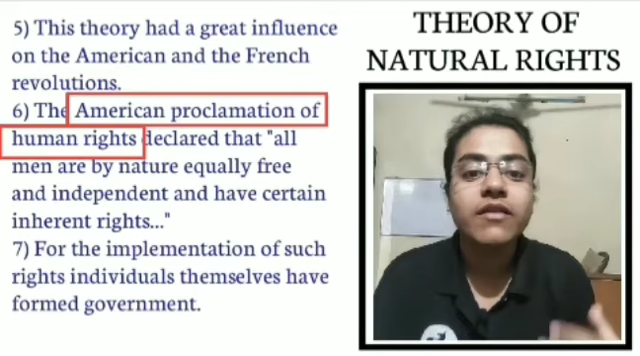 5) This theory had a great influence
on the American and the French
revolutions.
6) The American proclamation of
human rights declared that "all
men are by nature equally free
and independent and have certain
inherent rights..."
7) For the implementation of such
rights individuals themselves have
formed government.
THEORY OF
NATURAL RIGHTS